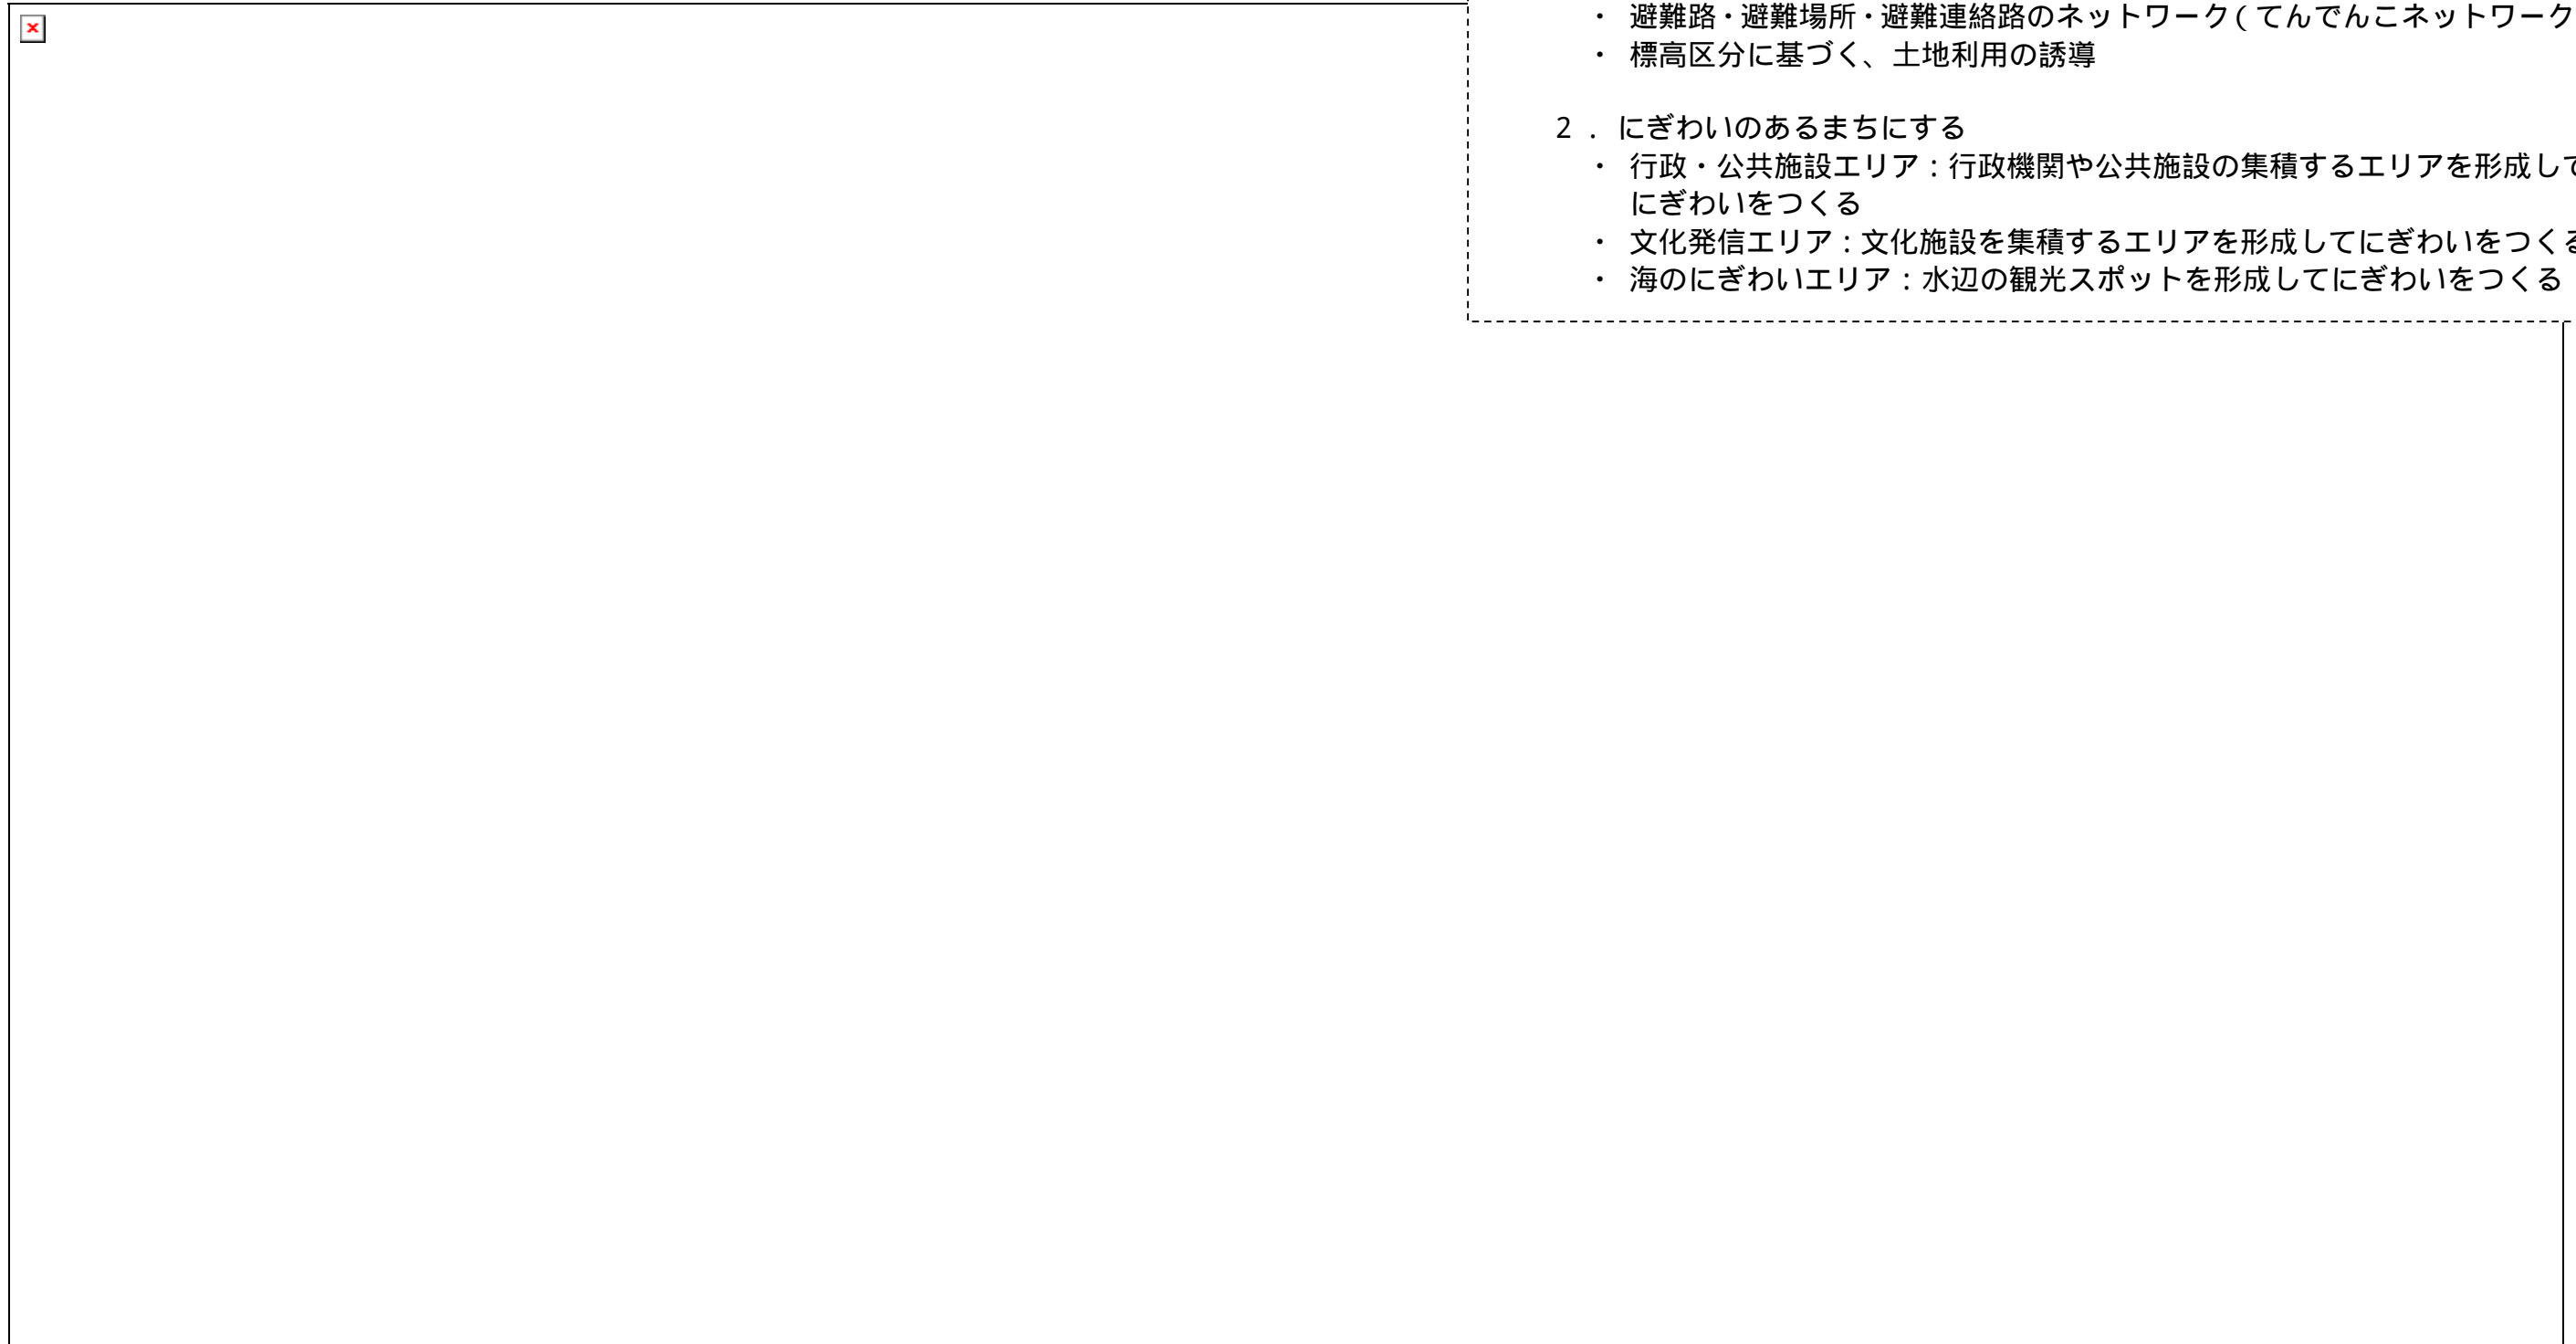 ・ 避難路・避難場所・避難連絡路のネットワーク（てんでんこネットワーク
・ 標高区分に基づく、土地利用の誘導
２．にぎわいのあるまちにする
・ 行政・公共施設エリア：行政機関や公共施設の集積するエリアを形成して
にぎわいをつくる
・ 文化発信エリア：文化施設を集積するエリアを形成してにぎわいをつくる
・ 海のにぎわいエリア：水辺の観光スポットを形成してにぎわいをつくる